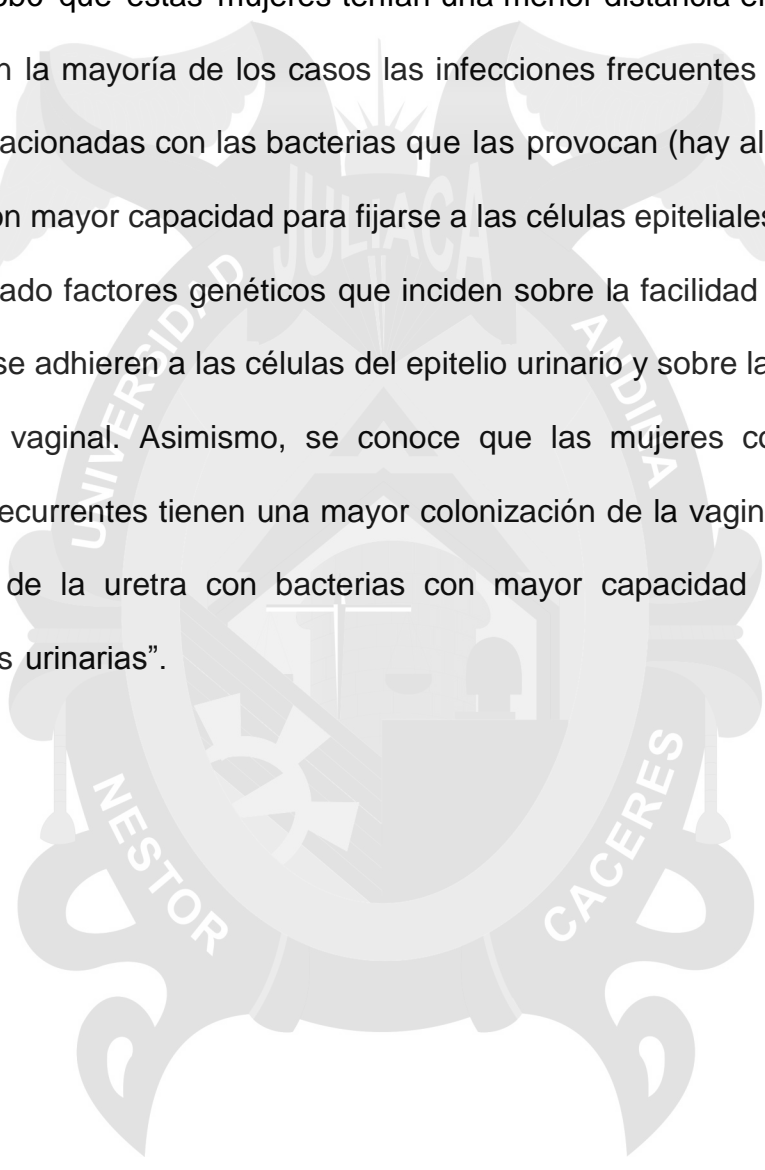 que estas mujeres tenían una menor distancia
la mayoría de los casos las infecciones frecuentes
acionadas con las bacterias que las provocan (hay al
on mayor capacidad para fijarse a las células epiteliales
ado factores genéticos que inciden sobre la facilidad
se adhieren a las células del epitelio urinario y sobre la
vaginal. Asimismo, se conoce que las mujeres co
ecurrentes tienen una mayor colonización de la vagin
de la uretra con bacterias con mayor capacidad
s urinarias”.
UNIVERSIDAD ANDINA
JULIACA
NESTOR CACERES